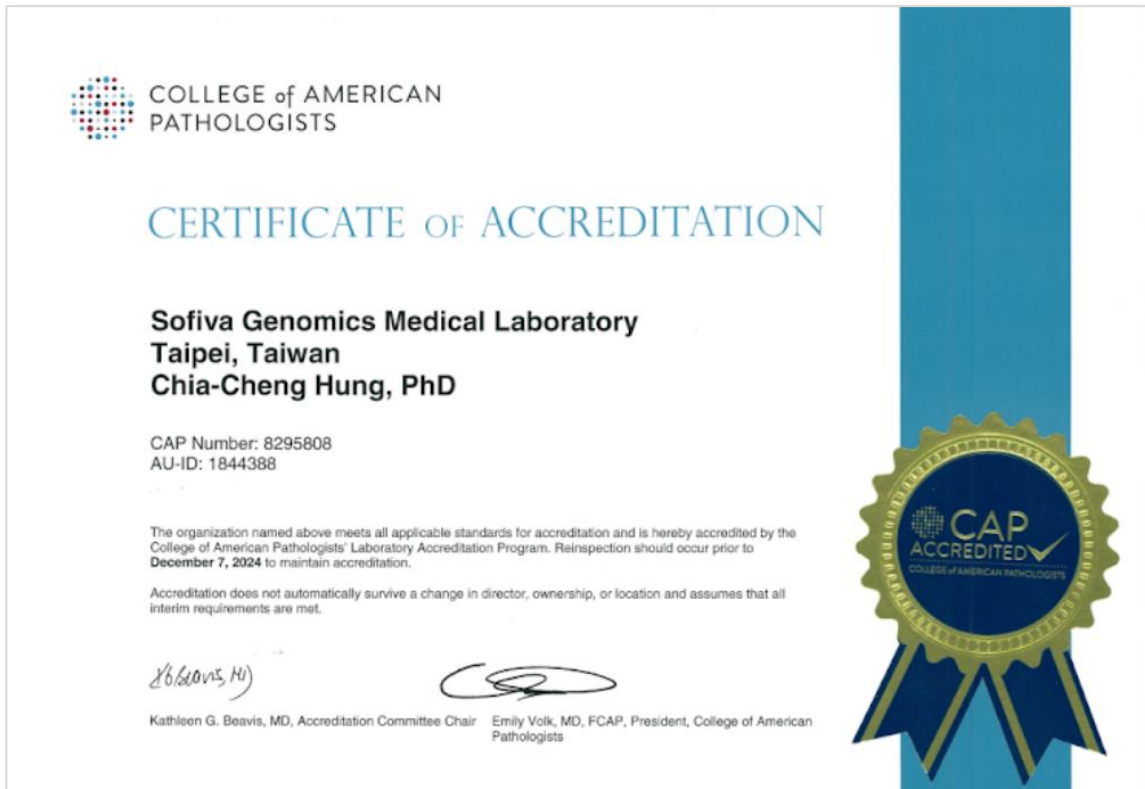 COLLEGE of AMERICAN
PATHOLOGISTS
CERTIFICATE OF ACCREDITATION
Sofiva Genomics Medical Laboratory
Taipei, Taiwan
Chia-Cheng Hung, PhD
CAP Number: 8295808
AU-ID: 1844388
The organization named above meets all applicable standards for accreditation and is hereby accredited by the
College of American Pathologists' Laboratory Accreditation Program. Reinspection should occur prior to
December 7, 2024 to maintain accreditation.
Accreditation does not automatically survive a change in director, ownership, or location and assumes that all
interim requirements are met.
Kathleen G. Beavis, MD, Accreditation Committee Chair
Emily Volk, MD, FCAP, President, College of American
Pathologists
CAP
ACCREDITED
COLLEGE of AMERICAN PATHOLOGISTS